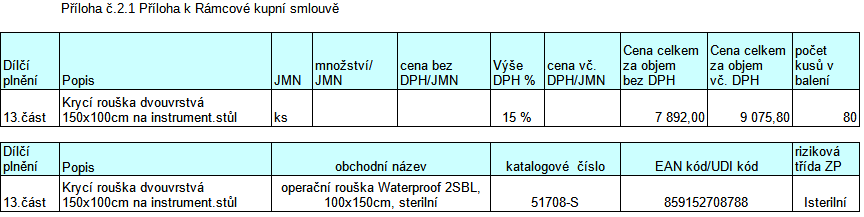 Příloha č.2.1 Příloha k Rámcové kupní smlouvě
Dílčí plnění Popis JMN množství/ JMN cena bez DPH/JMN Výše DPH % cena vč. DPH/JMN Cena celkem za objem bez DPH Cena celkem za objem vč. DPH počet kusů v balení
13.část Krycí rouška dvouvrstvá 150x100cm na instrument.stůl ks 15 % 7 892,00 9 075,80 80
Dílčí plnění Popis obchodní název katalogové číslo EAN kód/UDI kód riziková třída ZP
13.část Krycí rouška dvouvrstvá 150x100cm na instrument.stůl operační rouška Waterproof 2SBL, 100x150cm, sterilní 51708-S 859152708788 Isterilní